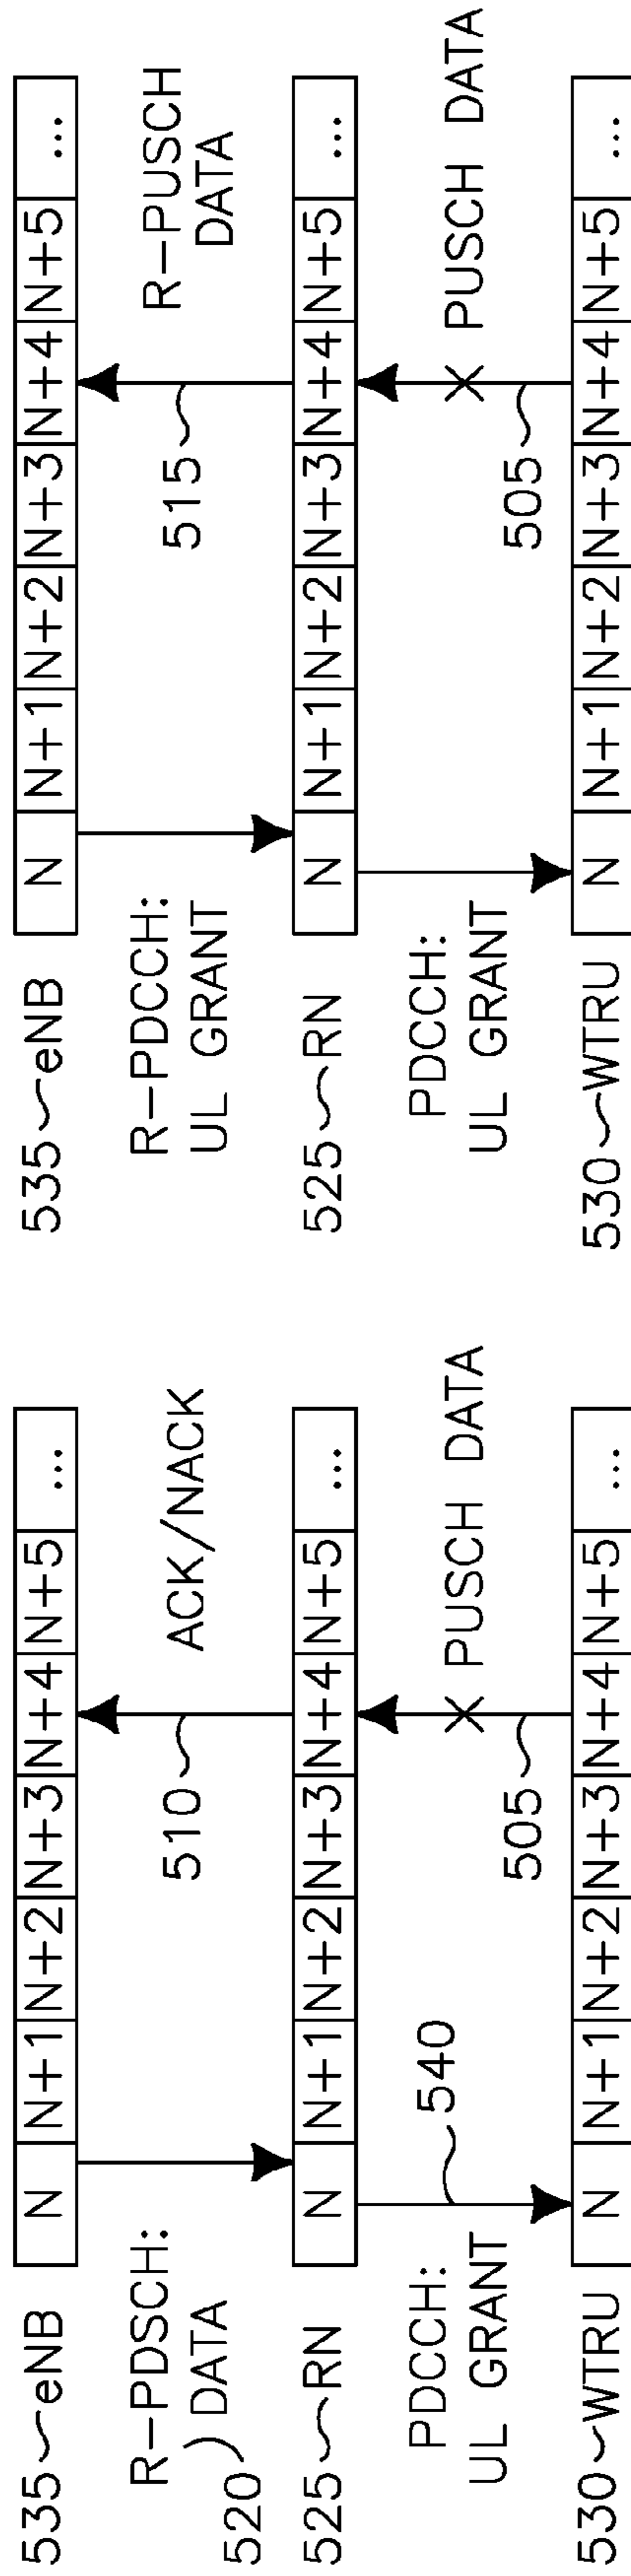 535 eNB N N+1 N+2 N+3 N+4 N+5 ...
R-PDSCH:
DATA
520
510
ACK/NACK
525 RN N N+1 N+2 N+3 N+4 N+5 ...
PDCCH:
UL GRANT
540
505
PUSCH DATA
530 WTRU N N+1 N+2 N+3 N+4 N+5 ...
535 eNB N N+1 N+2 N+3 N+4 N+5 ...
R-PDCCH:
UL GRANT
515
R-PUSCH
DATA
525 RN N N+1 N+2 N+3 N+4 N+5 ...
PDCCH:
UL GRANT
505
PUSCH DATA
530 WTRU N N+1 N+2 N+3 N+4 N+5 ...